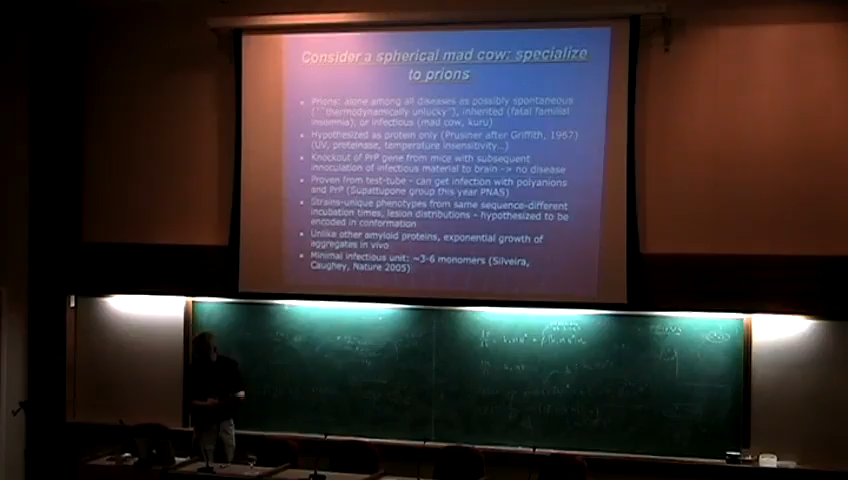 Consider a spherical mad cow: specialize
to prions
• Prions: alone among all diseases as possibly spontaneous
("thermodynamically unlucky"), inherited (fatal familial
insomnia), or infectious (mad cow, kuru)
• Hypothesized as protein only (Prusiner after Griffith, 1967)
(UV, proteinase, temperature insensitivity..)
• Knockout of PrP gene from mice with subsequent
innoculation of infectious material to brain -> no disease
• Proven from test-tube - can get infection with polyanions
and PrP (Supattupone group this year PNAS)
• Strains-unique phenotypes from same sequence-different
incubation times, lesion distributions - hypothesized to be
encoded in conformation
• Unlike other amyloid proteins, exponential growth of
aggregates in vivo
• Minimal infectious unit: ~3-6 monomers (Silveira,
Caughey, Nature 2005)